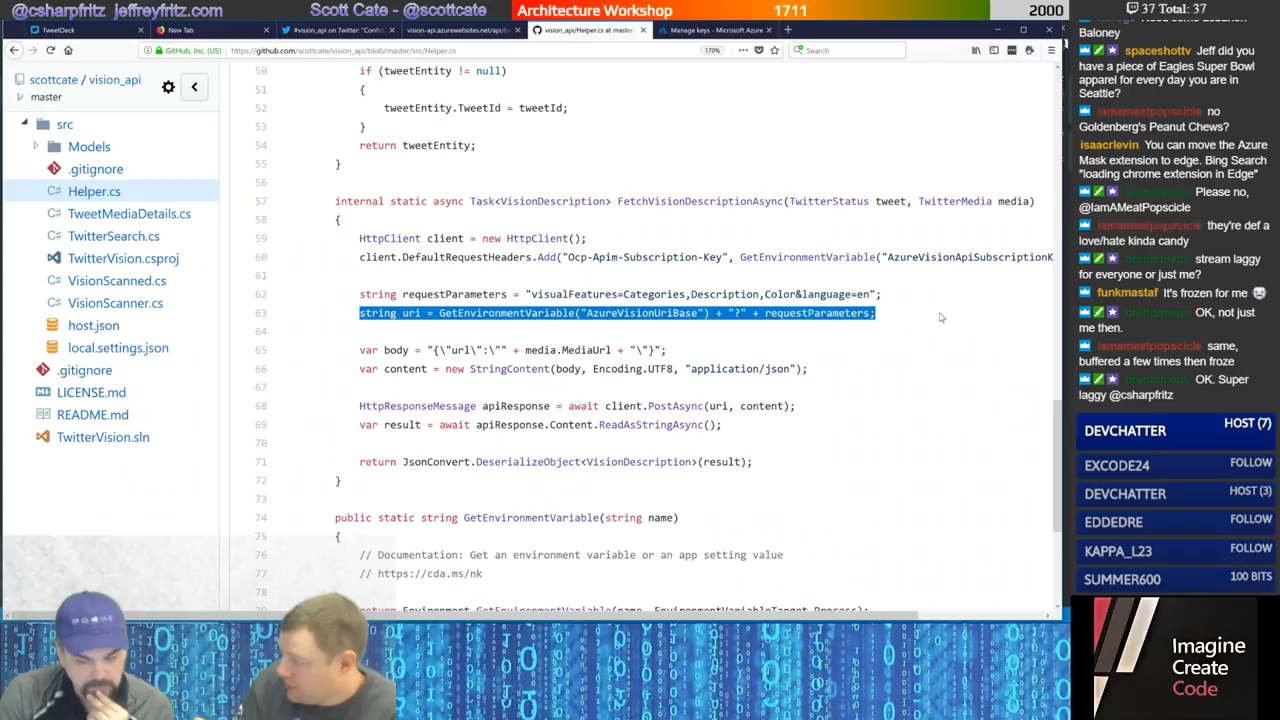 @csharpfritz jeffreyfritz.com
Scott Cate - @scottcate
Architecture Workshop
1711
2000
37 Total: 37
TweetDeck
New Tab
vision-api.azurewebsites.net/api/tw
vision_api/Helper.cs at master
Manage keys - Microsoft Azure
GitHub, Inc. (US)
https://github.com/scottcate/vision_api/blob/master/src/Helper.cs
170%
Search
scottcate / vision_api
master
src
Models
.gitignore
Helper.cs
TweetMediaDetails.cs
TwitterSearch.cs
TwitterVision.csproj
VisionScanned.cs
VisionScanner.cs
host.json
local.settings.json
.gitignore
LICENSE.md
README.md
TwitterVision.sln
50 if (tweetEntity != null)
51 {
52 tweetEntity.TweetId = tweetId;
53 }
54 return tweetEntity;
55 }
56
57 internal static async Task<VisionDescription> FetchVisionDescriptionAsync(TwitterStatus tweet, TwitterMedia media)
58 {
59 HttpClient client = new HttpClient();
60 client.DefaultRequestHeaders.Add("Ocp-Apim-Subscription-Key", GetEnvironmentVariable("AzureVisionApiSubscriptionK
61
62 string requestParameters = "visualFeatures=Categories,Description,Color&language=en";
63 string uri = GetEnvironmentVariable("AzureVisionUriBase") + "?" + requestParameters;
65 var body = "{\"url\":\"" + media.MediaUrl + "\"}";
66 var content = new StringContent(body, Encoding.UTF8, "application/json");
67
68 HttpResponseMessage apiResponse = await client.PostAsync(uri, content);
69 var result = await apiResponse.Content.ReadAsStringAsync();
70
71 return JsonConvert.DeserializeObject<VisionDescription>(result);
72 }
73
74 public static string GetEnvironmentVariable(string name)
75 {
76 // Documentation: Get an environment variable or an app setting value
77 // https://cda.ms/nk
78
return Environment.GetEnvironmentVariable(name, EnvironmentVariableTarget.Process);
Baloney
spaceshottv: Jeff did you
have a piece of Eagles Super Bowl
apparel for every day you are in
Seattle?
iamameatpopscicle: no
Goldenberg's Peanut Chews?
isaacrlevin: You can move the Azure
Mask extension to edge. Bing Search
"loading chrome extension in Edge"
Please no,
@IamAMeatPopscicle
iamameatpopscicle: they're def a
love/hate kinda candy
stream laggy
for everyone or just me?
funkmastaf: It's frozen for me
brendoneus: OK, not just
me then.
iamameatpopscicle: same,
buffered a few times then froze
brendoneus: OK. Super
laggy @csharpfritz
DEVCHATTER HOST (7)
EXCODE24 FOLLOW
DEVCHATTER HOST (3)
EDDEDRE FOLLOW
KAPPA_L23 FOLLOW
SUMMER600 100 BITS
Imagine
Create
Code